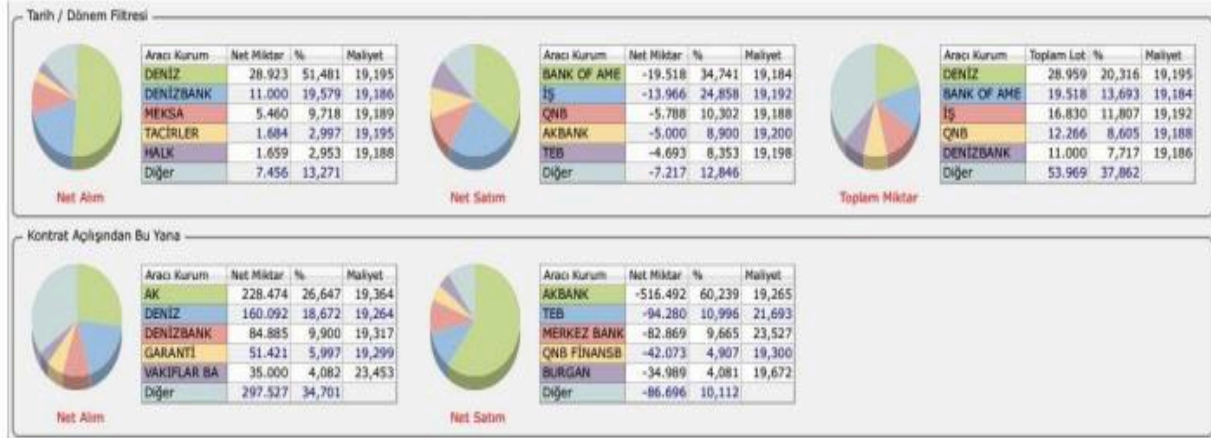 Tarih / Dönem Filtresi
Aracı Kurum Net Miktar % Maliyet
DENİZ 28.923 51,481 19,195
DENİZBANK 11.000 19,579 19,186
MEKSA 5.460 9,718 19,189
TACİRLER 1.684 2,997 19,195
HALK 1.659 2,953 19,188
Diğer 7.456 13,271
Net Alım
Aracı Kurum Net Miktar % Maliyet
BANK OF AME -19.518 34,741 19,184
İŞ -13.966 24,858 19,192
QNB -5.788 10,302 19,188
AKBANK -5.000 8,900 19,200
TEB -4.693 8,353 19,198
Diğer -7.217 12,846
Net Satım
Aracı Kurum Toplam Lot % Maliyet
DENİZ 28.959 20,316 19,195
BANK OF AME 19.518 13,693 19,184
İŞ 16.830 11,807 19,192
QNB 12.266 8,605 19,188
DENİZBANK 11.000 7,717 19,186
Diğer 53.969 37,862
Toplam Miktar
Kontrat Açılışından Bu Yana
Aracı Kurum Net Miktar % Maliyet
AK 228.474 26,647 19,364
DENİZ 160.092 18,672 19,264
DENİZBANK 84.885 9,900 19,317
GARANTİ 51.421 5,997 19,299
VAKIFLAR BA 35.000 4,082 23,453
Diğer 297.527 34,701
Net Alım
Aracı Kurum Net Miktar % Maliyet
AKBANK -516.492 60,239 19,265
TEB -94.280 10,996 21,693
MERKEZ BANK -82.869 9,665 23,527
QNB FİNANSB -42.073 4,907 19,300
BURGAN -34.989 4,081 19,672
Diğer -86.696 10,112
Net Satım